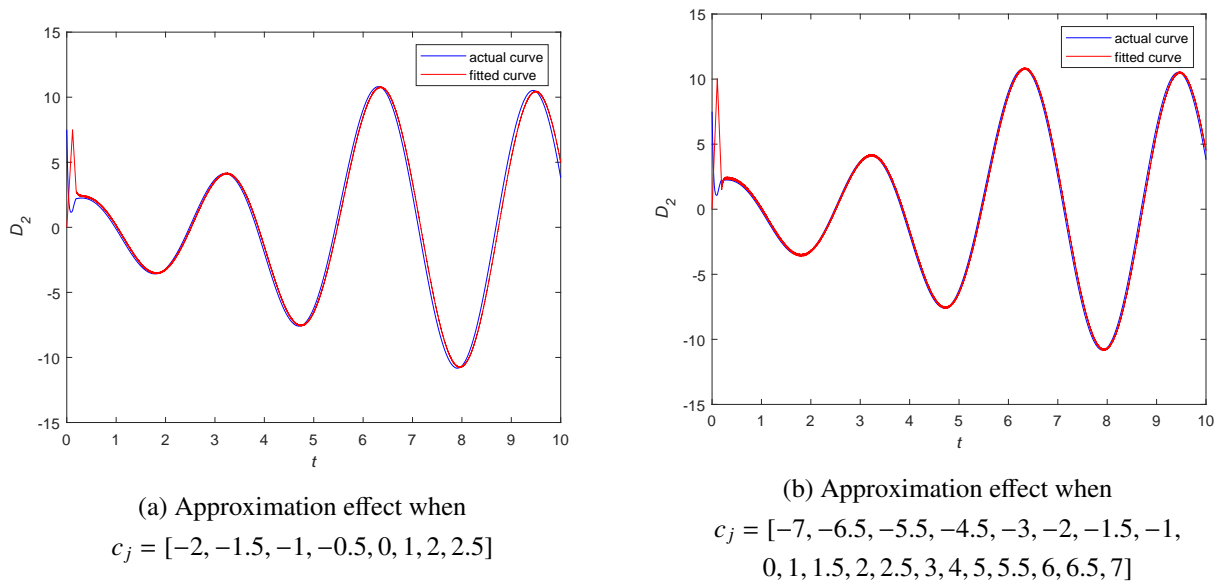 15
10
5
0
-5
-10
-15
D2
0 1 2 3 4 5 6 7 8 9 10
t
actual curve
fitted curve
(a) Approximation effect when
c_j = [−2, −1.5, −1, −0.5, 0, 1, 2, 2.5]
15
10
5
0
-5
-10
-15
D2
0 1 2 3 4 5 6 7 8 9 10
t
actual curve
fitted curve
(b) Approximation effect when
c_j = [−7, −6.5, −5.5, −4.5, −3, −2, −1.5, −1,
0, 1, 1.5, 2, 2.5, 3, 4, 5, 5.5, 6, 6.5, 7]